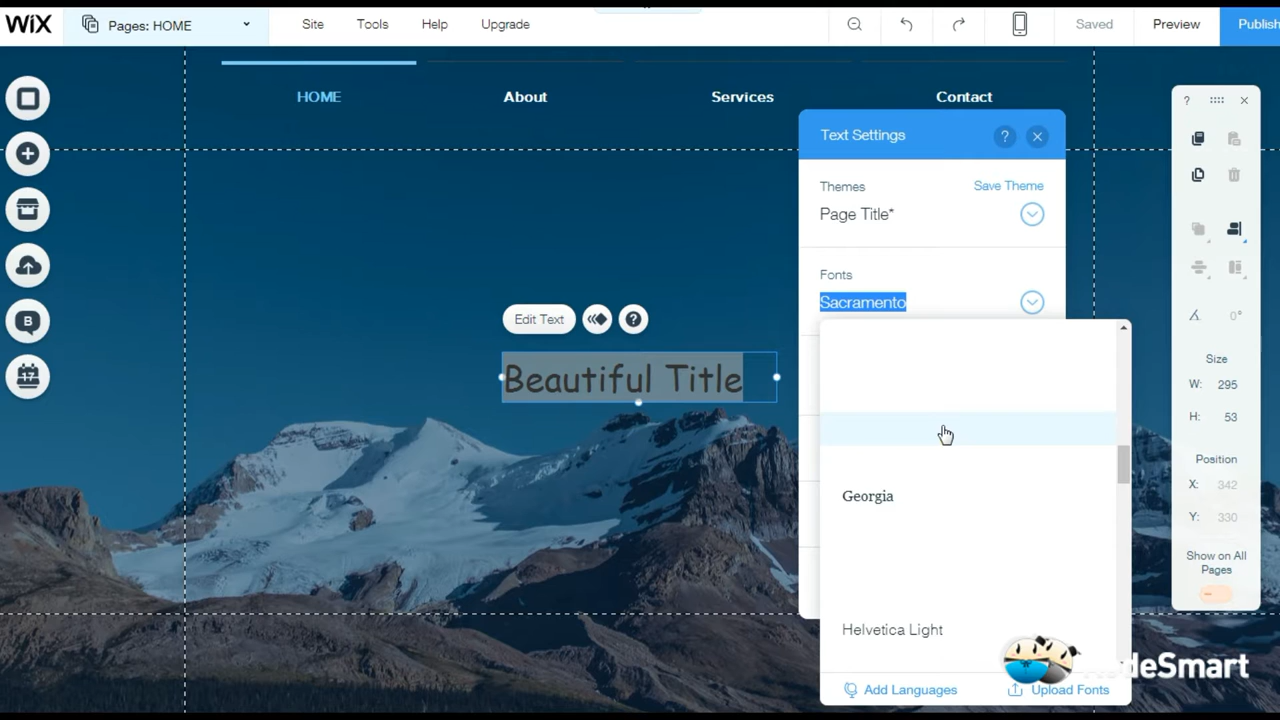 WiX
Pages: HOME
Site
Tools
Help
Upgrade
Saved
Preview
Publish
HOME
About
Services
Contact
Text Settings
?
?
Themes
Save Theme
Page Title*
Fonts
Sacramento
Edit Text
?
Beautiful Title
Georgia
Helvetica Light
Add Languages
Upload Fonts
B
17
0°
Size
W: 295
H: 53
Position
X: 342
Y: 330
Show on All
Pages